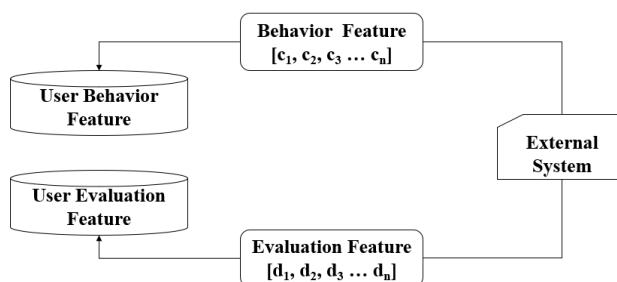 Behavior Feature
[c₁, c₂, c₃ … cₙ]
User Behavior
Feature
External
System
User Evaluation
Feature
Evaluation Feature
[d₁, d₂, d₃ … dₙ]